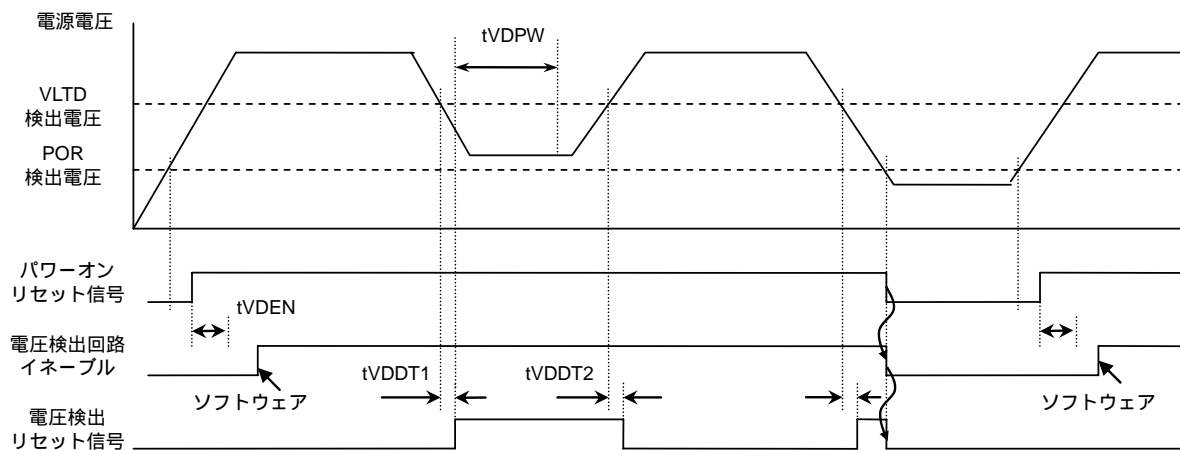 電源電圧
tVDPW
VLTD
検出電圧
POR
検出電圧
パワーオン
リセット信号
tVDEN
電圧検出回路
イネーブル
tVDDT1
tVDDT2
ソフトウェア
ソフトウェア
電圧検出
リセット信号